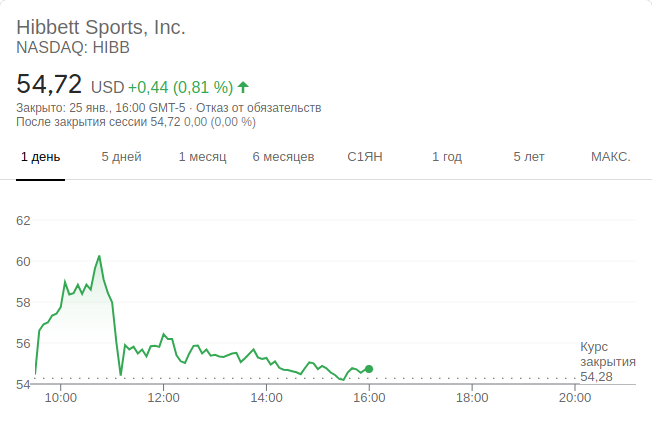 Hibbett Sports, Inc.
NASDAQ: HIBB
54,72 USD +0,44 (0,81 %)
Закрыто: 25 янв., 16:00 GMT-5 · Отказ от обязательств
После закрытия сессии 54,72 0,00 (0,00 %)
1 день 5 дней 1 месяц 6 месяцев С1ЯН 1 год 5 лет МАКС.
62
60
58
56
54
Курс
закрытия
54,28
10:00 12:00 14:00 16:00 18:00 20:00